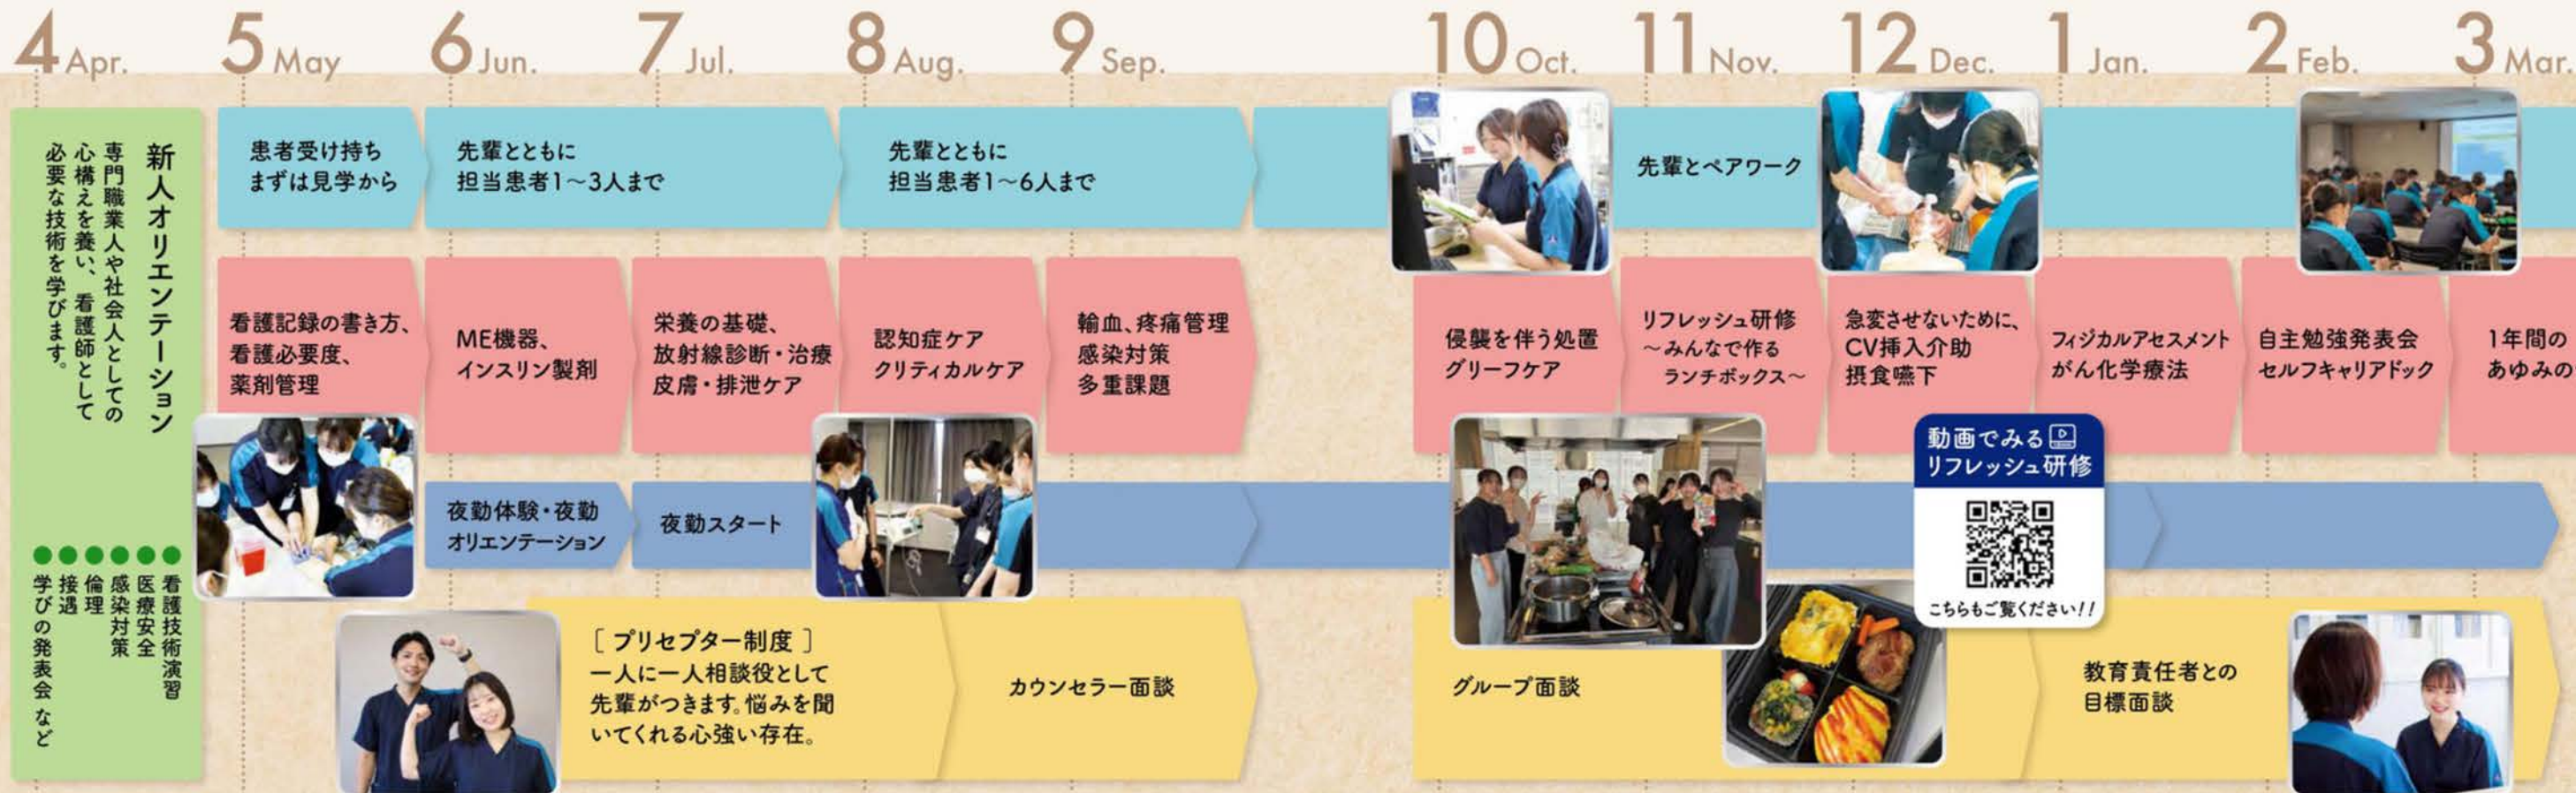 4 Apr.
5 May
6 Jun.
7 Jul.
8 Aug.
9 Sep.
10 Oct.
11 Nov.
12 Dec.
1 Jan.
2 Feb.
3 Mar.
新人オリエンテーション
専門職業人や社会人としての
心構えを養い、看護師として
必要な技術を学びます。
●看護技術演習
●医療安全
●感染対策
●倫理
●接遇
●学びの発表会 など
患者受け持ち
まずは見学から
先輩とともに
担当患者1～3人まで
先輩とともに
担当患者1～6人まで
先輩とペアワーク
看護記録の書き方、
看護必要度、
薬剤管理
ME機器、
インスリン製剤
栄養の基礎、
放射線診断・治療
皮膚・排泄ケア
認知症ケア
クリティカルケア
輸血、疼痛管理
感染対策
多重課題
侵襲を伴う処置
グリーフケア
リフレッシュ研修
～みんなで作る
ランチボックス～
急変させないために、
CV挿入介助
摂食嚥下
フィジカルアセスメント
がん化学療法
自主勉強発表会
セルフキャリアドック
1年間の
あゆみの
夜勤体験・夜勤
オリエンテーション
夜勤スタート
動画でみる
リフレッシュ研修
こちらもご覧ください!!
［プリセプター制度］
一人に一人相談役として
先輩がつきます。悩みを聞
いてくれる心強い存在。
カウンセラー面談
グループ面談
教育責任者との
目標面談